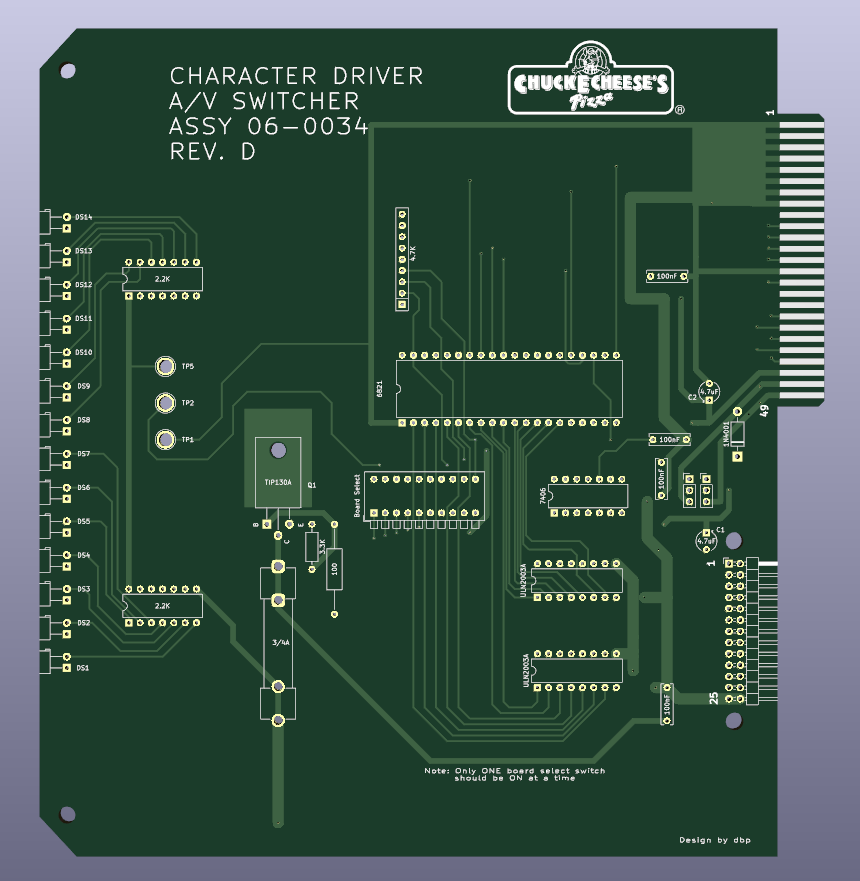 CHARACTER DRIVER
A/V SWITCHER
ASSY 06-0034
REV. D
CHUCK E CHEESE'S
Pizza
®
1
DS14
DS13
DS12
DS11
DS10
DS9
DS8
DS7
DS6
DS5
DS4
DS3
DS2
DS1
2.2K
TP5
TP2
TP1
4.7K
6821
100nF
4.7uF
C2
49
1N4001
100nF
100nF
TIP130A
Q1
B
E
C
3.3K
100
Board Select
7406
C1
4.7uF
1
ULN2003A
ULN2003A
2.2K
3/4A
25
100nF
Note: Only ONE board select switch
should be ON at a time
Design by dbp